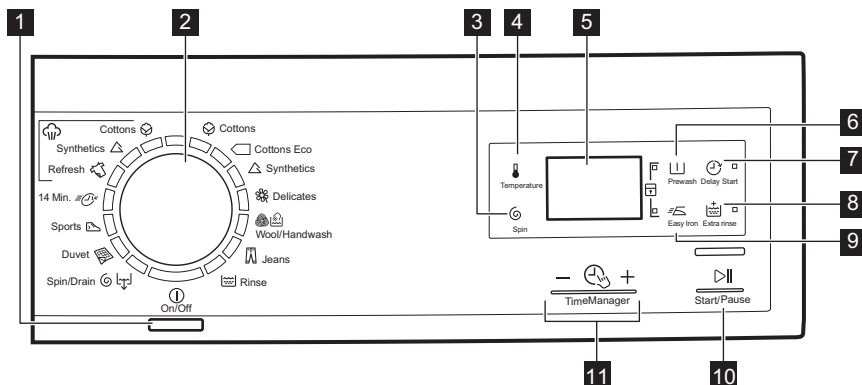 1
2
3
4
5
6
7
8
9
10
11
Cottons
Synthetics
Refresh
14 Min.
Sports
Duvet
Spin/Drain
On/Off
Cottons
Cottons Eco
Synthetics
Delicates
Wool/Handwash
Jeans
Rinse
Temperature
Spin
Prewash
Delay Start
Easy Iron
Extra rinse
TimeManager
Start/Pause